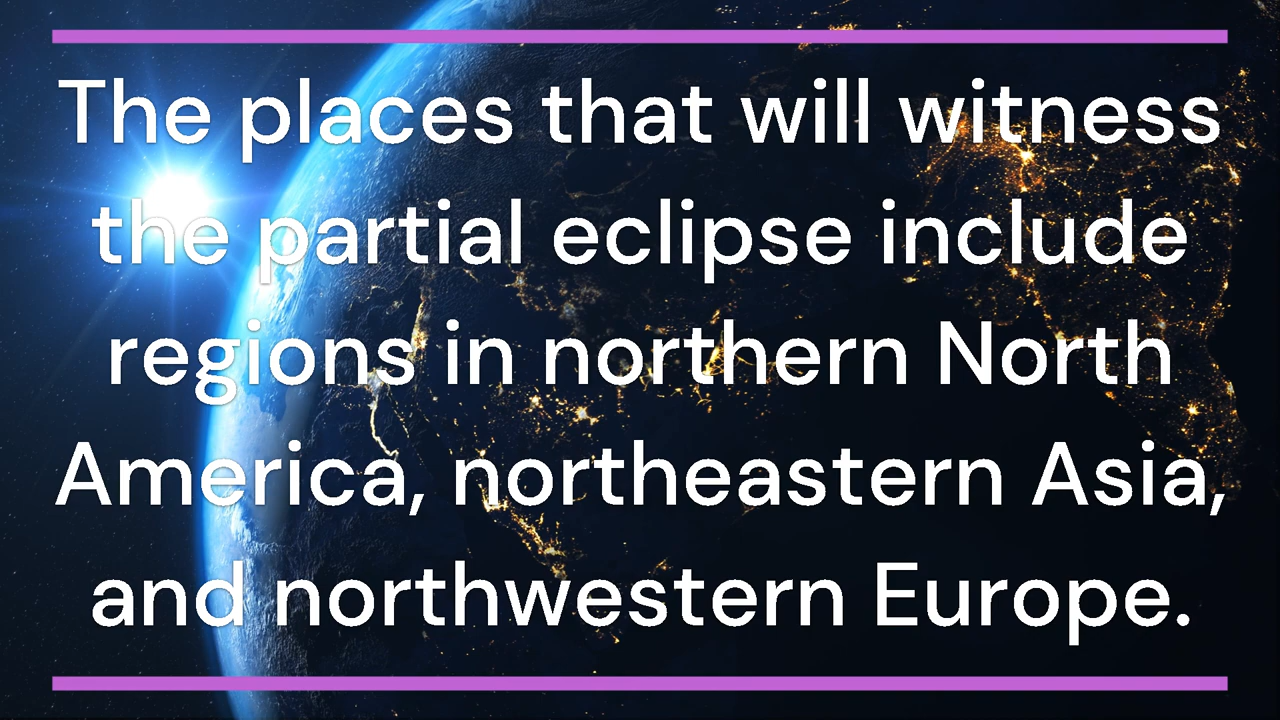 The places that will witness
the partial eclipse include
regions in northern North
America, northeastern Asia,
and northwestern Europe.